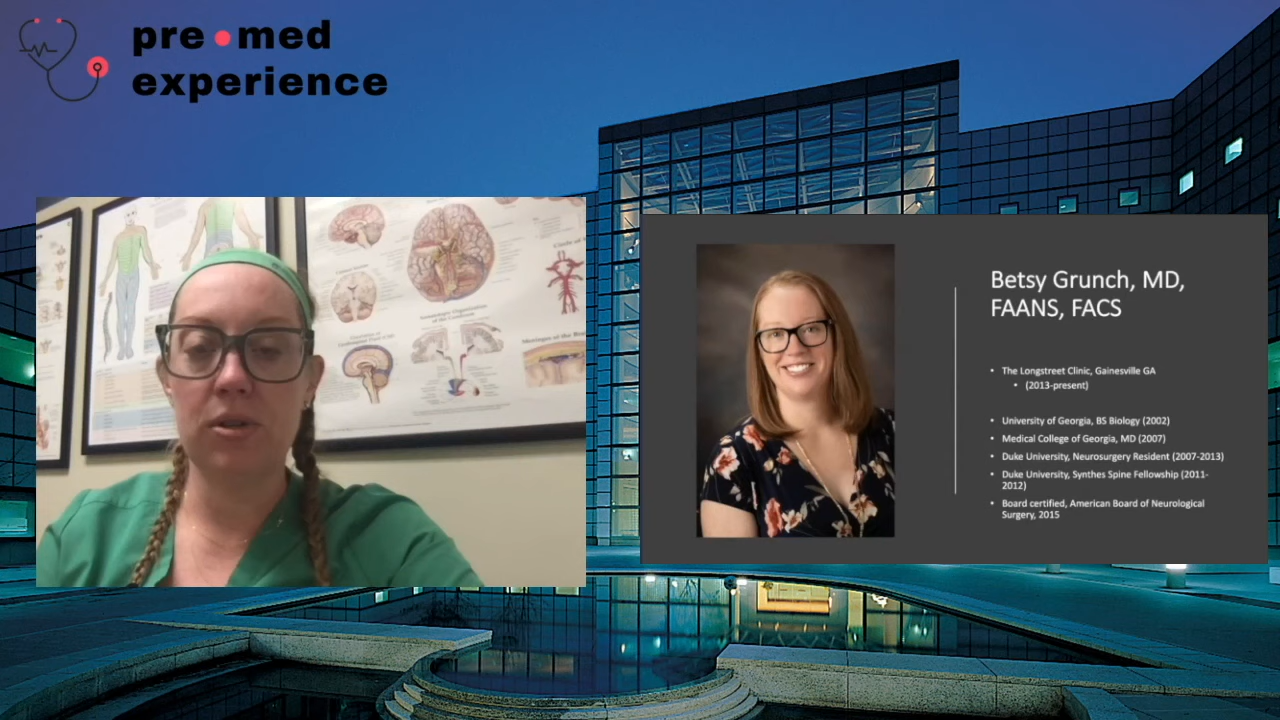 pre•med
experience
Betsy Grunch, MD,
FAANS, FACS
• The Longstreet Clinic, Gainesville GA
• (2013-present)
• University of Georgia, BS Biology (2002)
• Medical College of Georgia, MD (2007)
• Duke University, Neurosurgery Resident (2007-2013)
• Duke University, Synthes Spine Fellowship (2011-
2012)
• Board certified, American Board of Neurological
Surgery, 2015